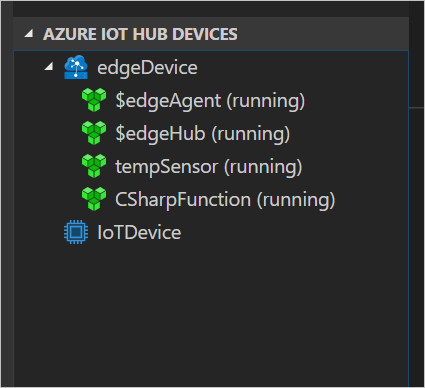 AZURE IOT HUB DEVICES
edgeDevice
$edgeAgent (running)
$edgeHub (running)
tempSensor (running)
CSharpFunction (running)
IoTDevice